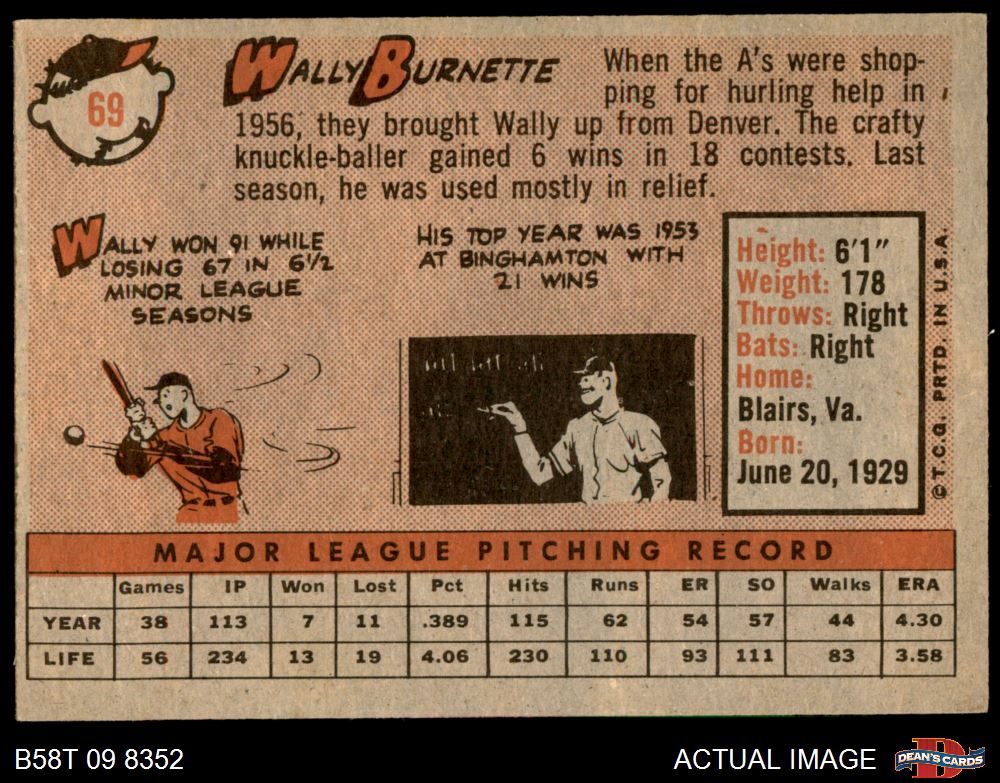 69
WALLY BURNETTE
When the A's were shop-
ping for hurling help in
1956, they brought Wally up from Denver. The crafty
knuckle-baller gained 6 wins in 18 contests. Last
season, he was used mostly in relief.
WALLY WON 91 WHILE
LOSING 67 IN 6½
MINOR LEAGUE
SEASONS
HIS TOP YEAR WAS 1953
AT BINGHAMTON WITH
21 WINS
Height: 6'1"
Weight: 178
Throws: Right
Bats: Right
Home:
Blairs, Va.
Born:
June 20, 1929
© T.C.G. PRTD. IN U.S.A.
MAJOR LEAGUE PITCHING RECORD
Games IP Won Lost Pct Hits Runs ER SO Walks ERA
YEAR 38 113 7 11 .389 115 62 54 57 44 4.30
LIFE 56 234 13 19 4.06 230 110 93 111 83 3.58
B58T 09 8352
ACTUAL IMAGE
DEAN'S CARDS